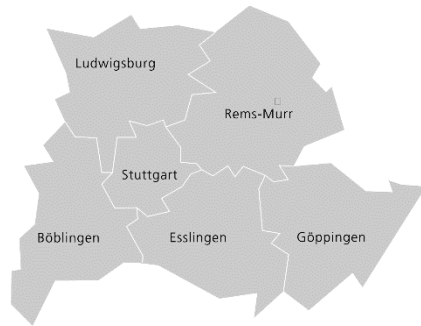 Ludwigsburg
Rems-Murr
Stuttgart
Böblingen
Esslingen
Göppingen